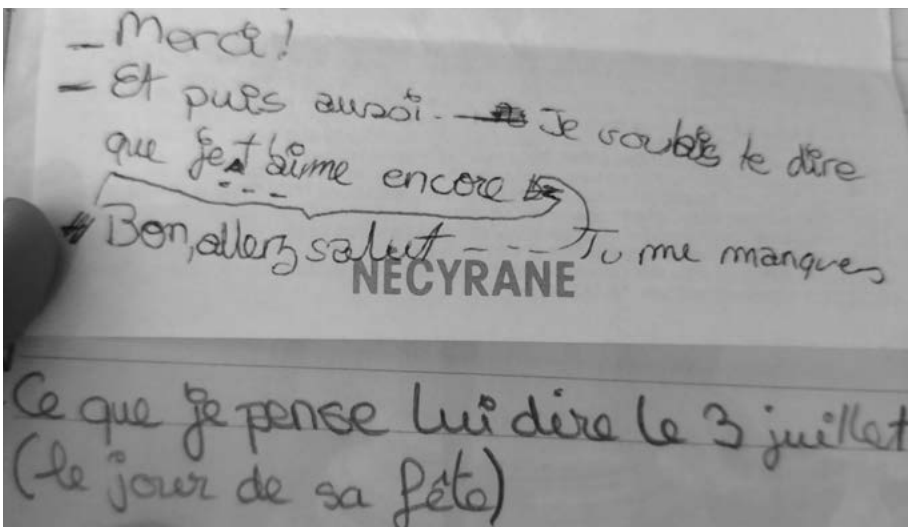 - Merci!
- Et puis aussi... Je voulais te dire
que je t'aime encore
Bon, allez salut --- Tu me manques
NECYRANE
Ce que je pense lui dire le 3 juillet
(le jour de sa fête)